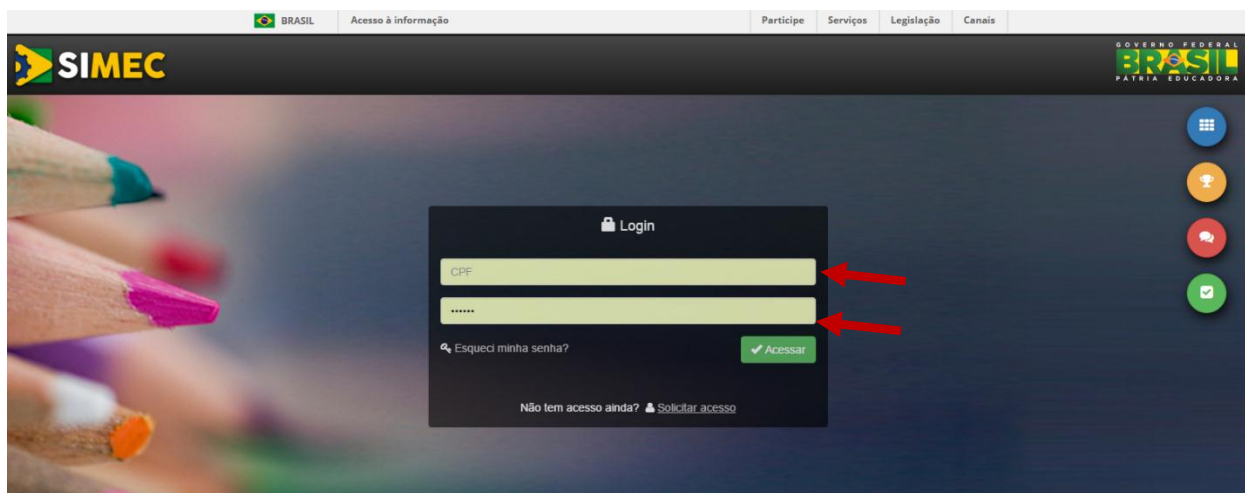 BRASIL Acesso à informação Participe Serviços Legislação Canais
SIMEC
GOVERNO FEDERAL
BRASIL
PÁTRIA EDUCADORA
Login
CPF
••••••
Esqueci minha senha?
Acessar
Não tem acesso ainda? Solicitar acesso